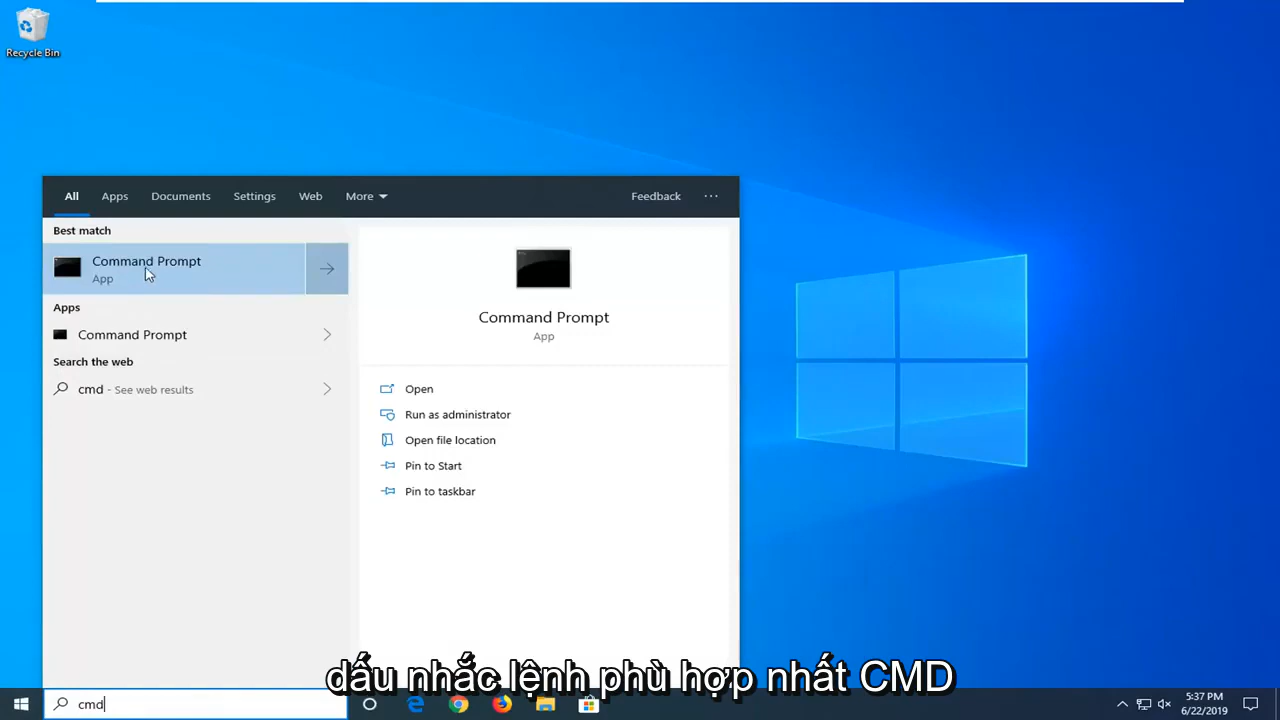 Recycle Bin
All Apps Documents Settings Web More Feedback ...
Best match
Command Prompt
App
Apps
Command Prompt
Search the web
cmd - See web results
Command Prompt
App
Open
Run as administrator
Open file location
Pin to Start
Pin to taskbar
dấu nhắc lệnh phù hợp nhất CMD
cmd
5:37 PM
6/22/2019